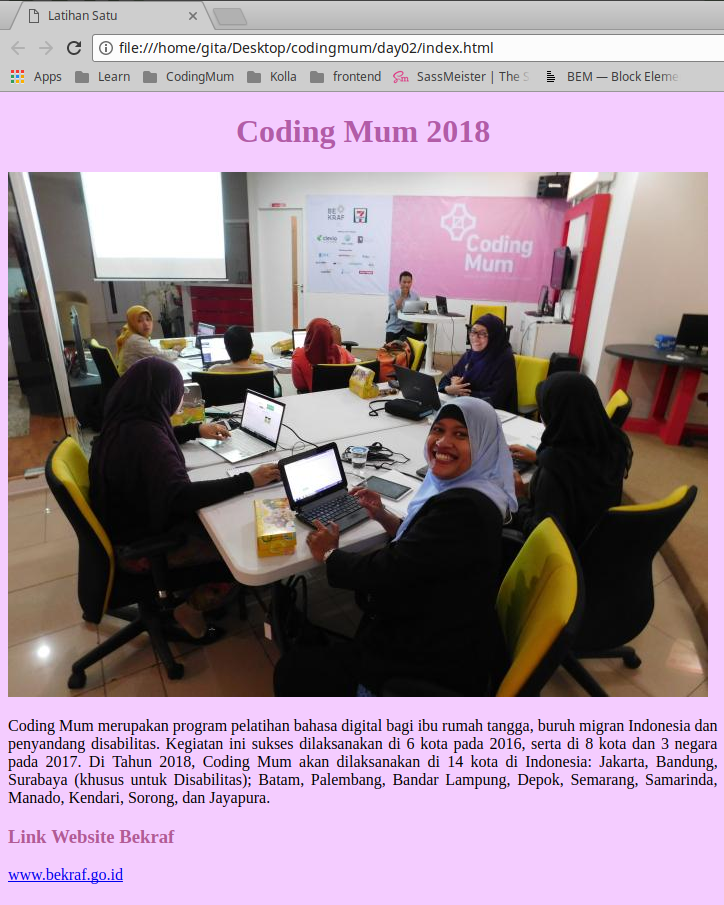 Latihan Satu
file:///home/gita/Desktop/codingmum/day02/index.html
Apps Learn CodingMum Kolla frontend SassMeister | The S BEM — Block Eleme
Coding Mum 2018
BE
KRAF
Coding
Mum
Coding Mum merupakan program pelatihan bahasa digital bagi ibu rumah tangga, buruh migran Indonesia dan
penyandang disabilitas. Kegiatan ini sukses dilaksanakan di 6 kota pada 2016, serta di 8 kota dan 3 negara
pada 2017. Di Tahun 2018, Coding Mum akan dilaksanakan di 14 kota di Indonesia: Jakarta, Bandung,
Surabaya (khusus untuk Disabilitas); Batam, Palembang, Bandar Lampung, Depok, Semarang, Samarinda,
Manado, Kendari, Sorong, dan Jayapura.
Link Website Bekraf
www.bekraf.go.id